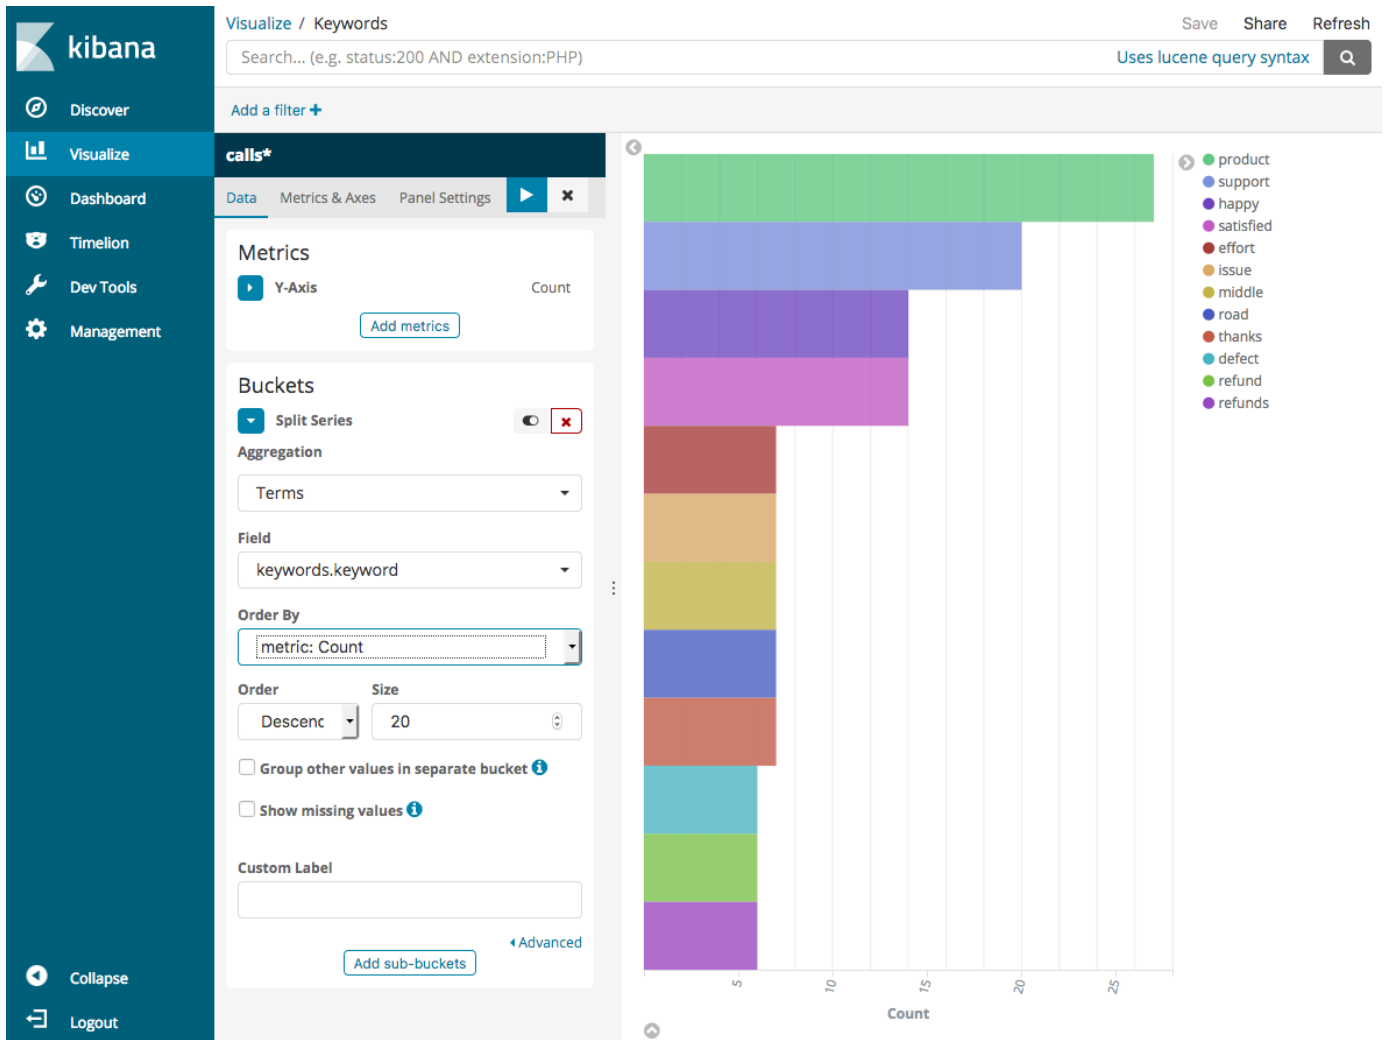 kibana
Discover
Visualize
Dashboard
Timelion
Dev Tools
Management
Collapse
Logout
Visualize / Keywords
Save Share Refresh
Search... (e.g. status:200 AND extension:PHP) Uses lucene query syntax
Add a filter
calls*
Data Metrics & Axes Panel Settings
Metrics
Y-Axis Count
Add metrics
Buckets
Split Series
Aggregation
Terms
Field
keywords.keyword
Order By
metric: Count
Order Size
Descenc 20
Group other values in separate bucket
Show missing values
Custom Label
Advanced
Add sub-buckets
5 10 15 20 25
Count
product
support
happy
satisfied
effort
issue
middle
road
thanks
defect
refund
refunds